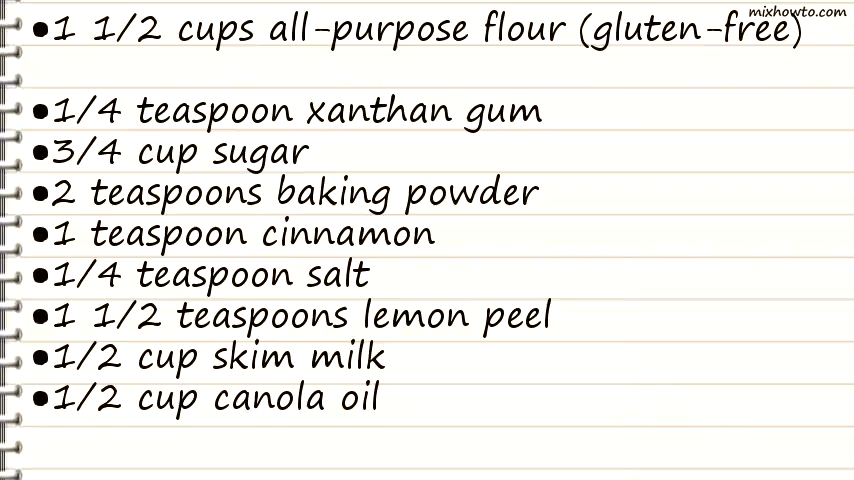 mixhowto.com
•1 1/2 cups all-purpose flour (gluten-free)
•1/4 teaspoon xanthan gum
•3/4 cup sugar
•2 teaspoons baking powder
•1 teaspoon cinnamon
•1/4 teaspoon salt
•1 1/2 teaspoons lemon peel
•1/2 cup skim milk
•1/2 cup canola oil